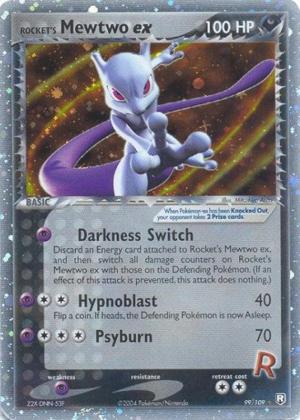 ROCKET'S Mewtwo ex 100 HP
BASIC
When Pokémon-ex has been Knocked Out,
your opponent takes 2 Prize cards.
Darkness Switch
Discard an Energy card attached to Rocket's Mewtwo ex,
and then switch all damage counters on Rocket's
Mewtwo ex with those on the Defending Pokémon. (If an
effect of this attack is prevented, this attack does nothing.)
Hypnoblast 40
Flip a coin. If heads, the Defending Pokémon is now Asleep.
Psyburn 70
weakness resistance retreat cost
R
©2004 Pokémon/Nintendo 99/109 R